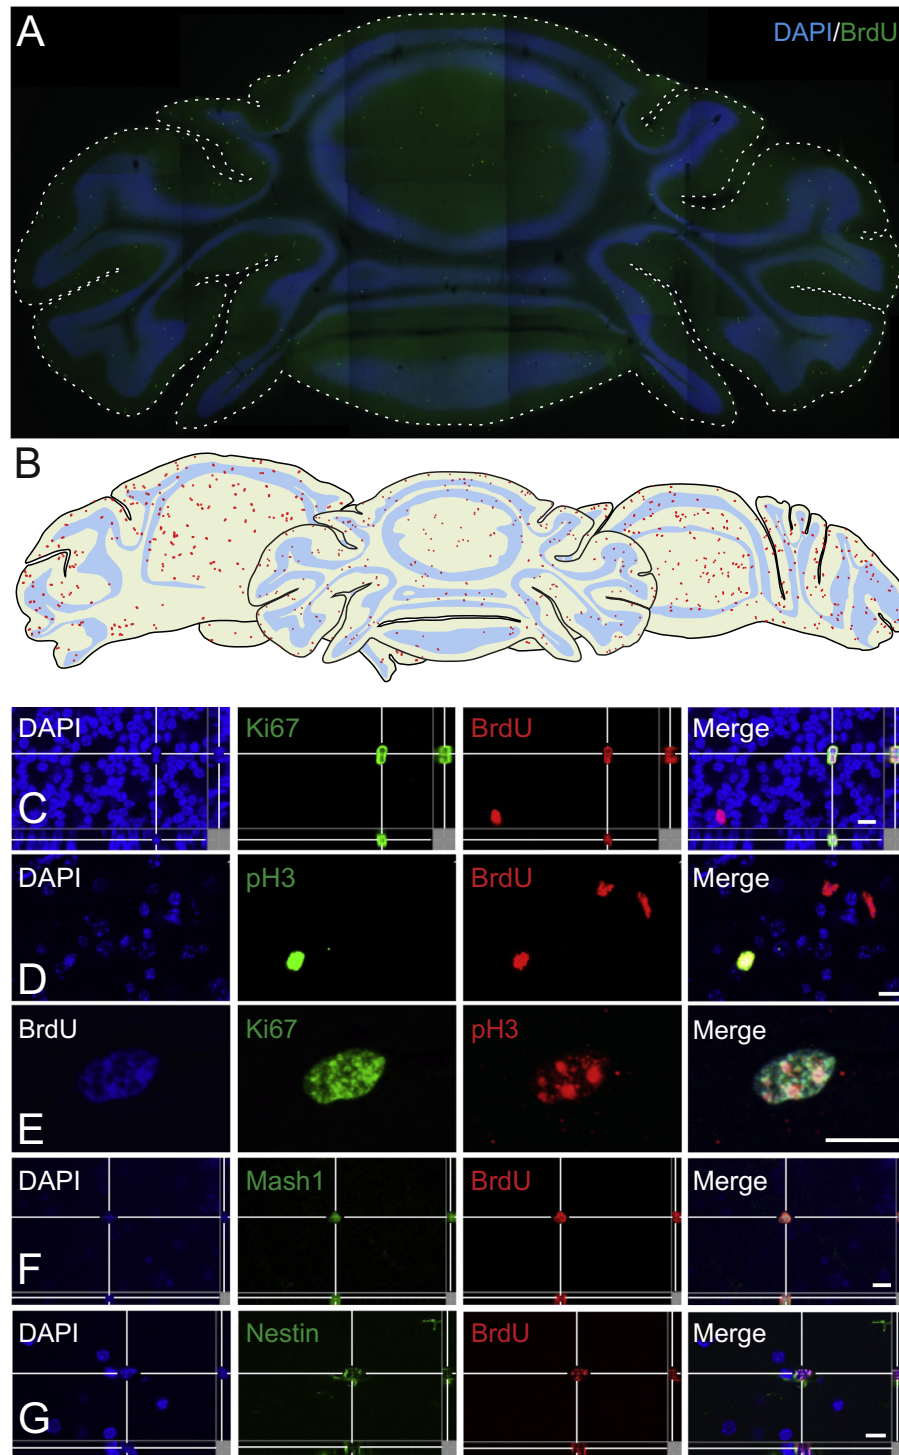 A
DAPI/BrdU
B
DAPI Ki67 BrdU Merge
C
DAPI pH3 BrdU Merge
D
BrdU Ki67 pH3 Merge
E
DAPI Mash1 BrdU Merge
F
DAPI Nestin BrdU Merge
G